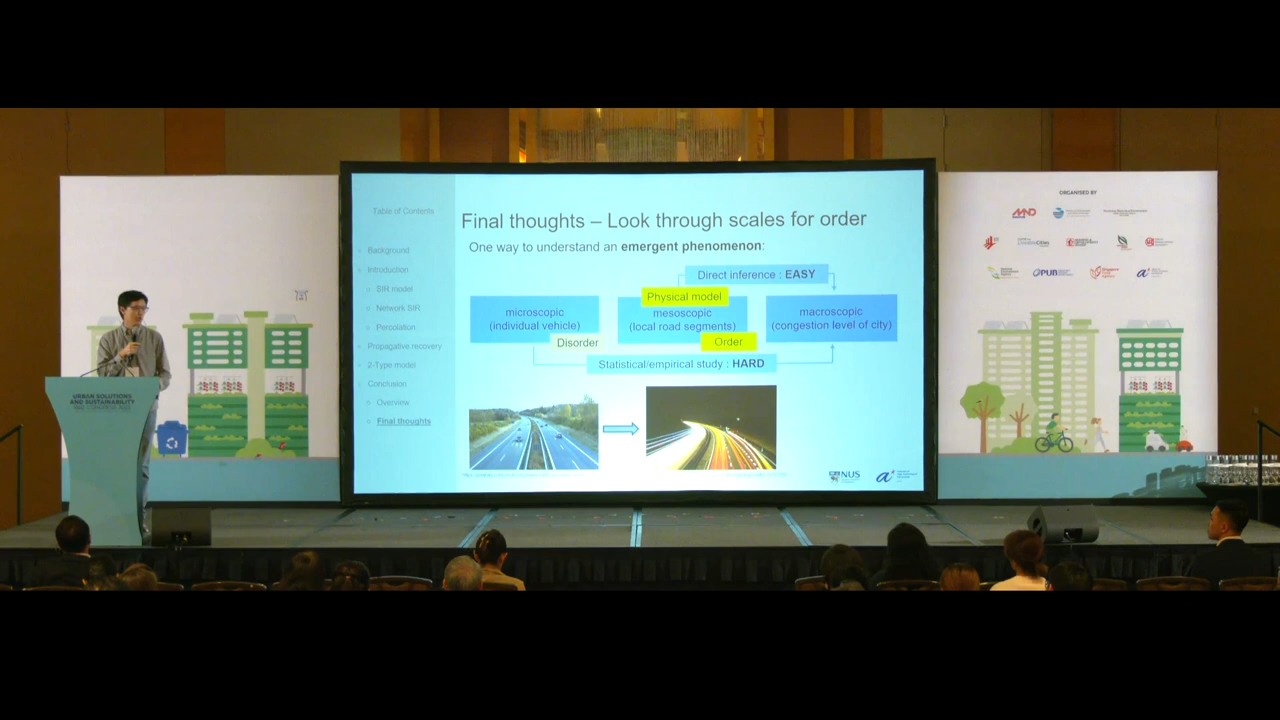 Table of Contents
Background
Introduction
SIR model
Network SIR
Percolation
Propagative recovery
2-Type model
Conclusion
Overview
Final thoughts
Final thoughts – Look through scales for order
One way to understand an emergent phenomenon:
Direct inference : EASY
Physical model
microscopic
(individual vehicle)
mesoscopic
(local road segments)
macroscopic
(congestion level of city)
Disorder
Order
Statistical/empirical study : HARD
NUS
URBAN SOLUTIONS
AND SUSTAINABILITY
R&D CONGRESS 2023
ORGANISED BY
MND
PUB